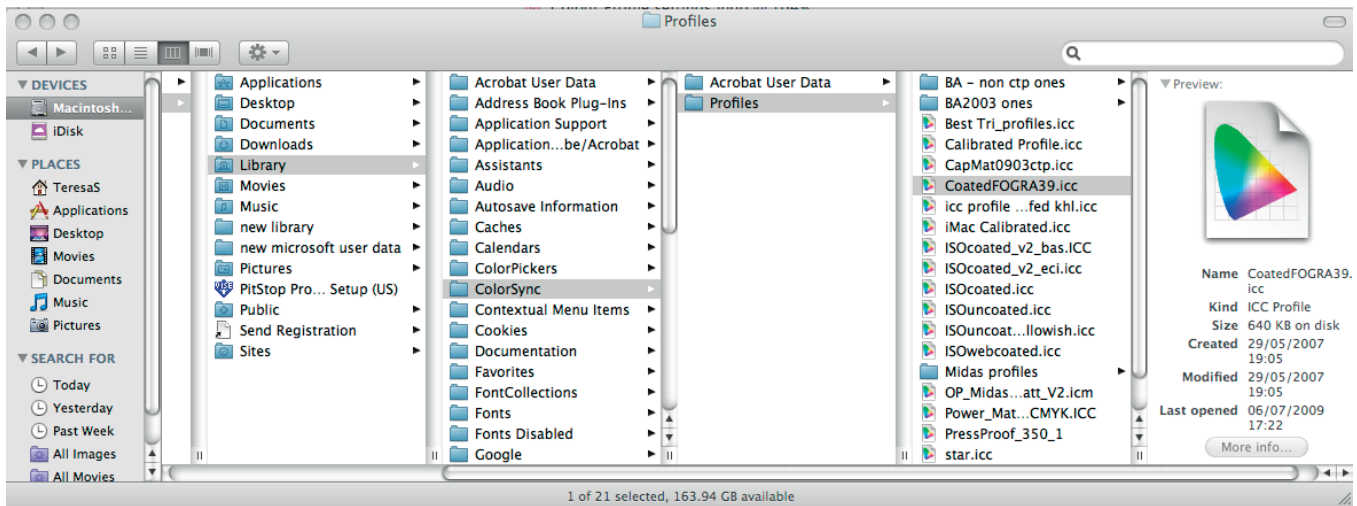 Profiles
DEVICES
Macintosh...
iDisk
PLACES
TeresaS
Applications
Desktop
Movies
Documents
Music
Pictures
SEARCH FOR
Today
Yesterday
Past Week
All Images
All Movies
Applications
Desktop
Documents
Downloads
Library
Movies
Music
new library
new microsoft user data
Pictures
PitStop Pro... Setup (US)
Public
Send Registration
Sites
Acrobat User Data
Address Book Plug-Ins
Application Support
Application...be/Acrobat
Assistants
Audio
Autosave Information
Caches
Calendars
ColorPickers
ColorSync
Contextual Menu Items
Cookies
Documentation
Favorites
FontCollections
Fonts
Fonts Disabled
Google
Acrobat User Data
Profiles
BA - non ctp ones
BA2003 ones
Best Tri_profiles.icc
Calibrated Profile.icc
CapMat0903ctp.icc
CoatedFOGRA39.icc
icc profile ...fed khl.icc
iMac Calibrated.icc
ISOcoated_v2_bas.ICC
ISOcoated_v2_eci.icc
ISOcoated.icc
ISOuncoated.icc
ISOuncoat...llowish.icc
ISOwebcoated.icc
Midas profiles
OP_Midas...att_V2.icm
Power_Mat...CMYK.ICC
PressProof_350_1
star.icc
Preview:
Name CoatedFOGRA39.
icc
Kind ICC Profile
Size 640 KB on disk
Created 29/05/2007
19:05
Modified 29/05/2007
19:05
Last opened 06/07/2009
17:22
More info...
1 of 21 selected, 163.94 GB available